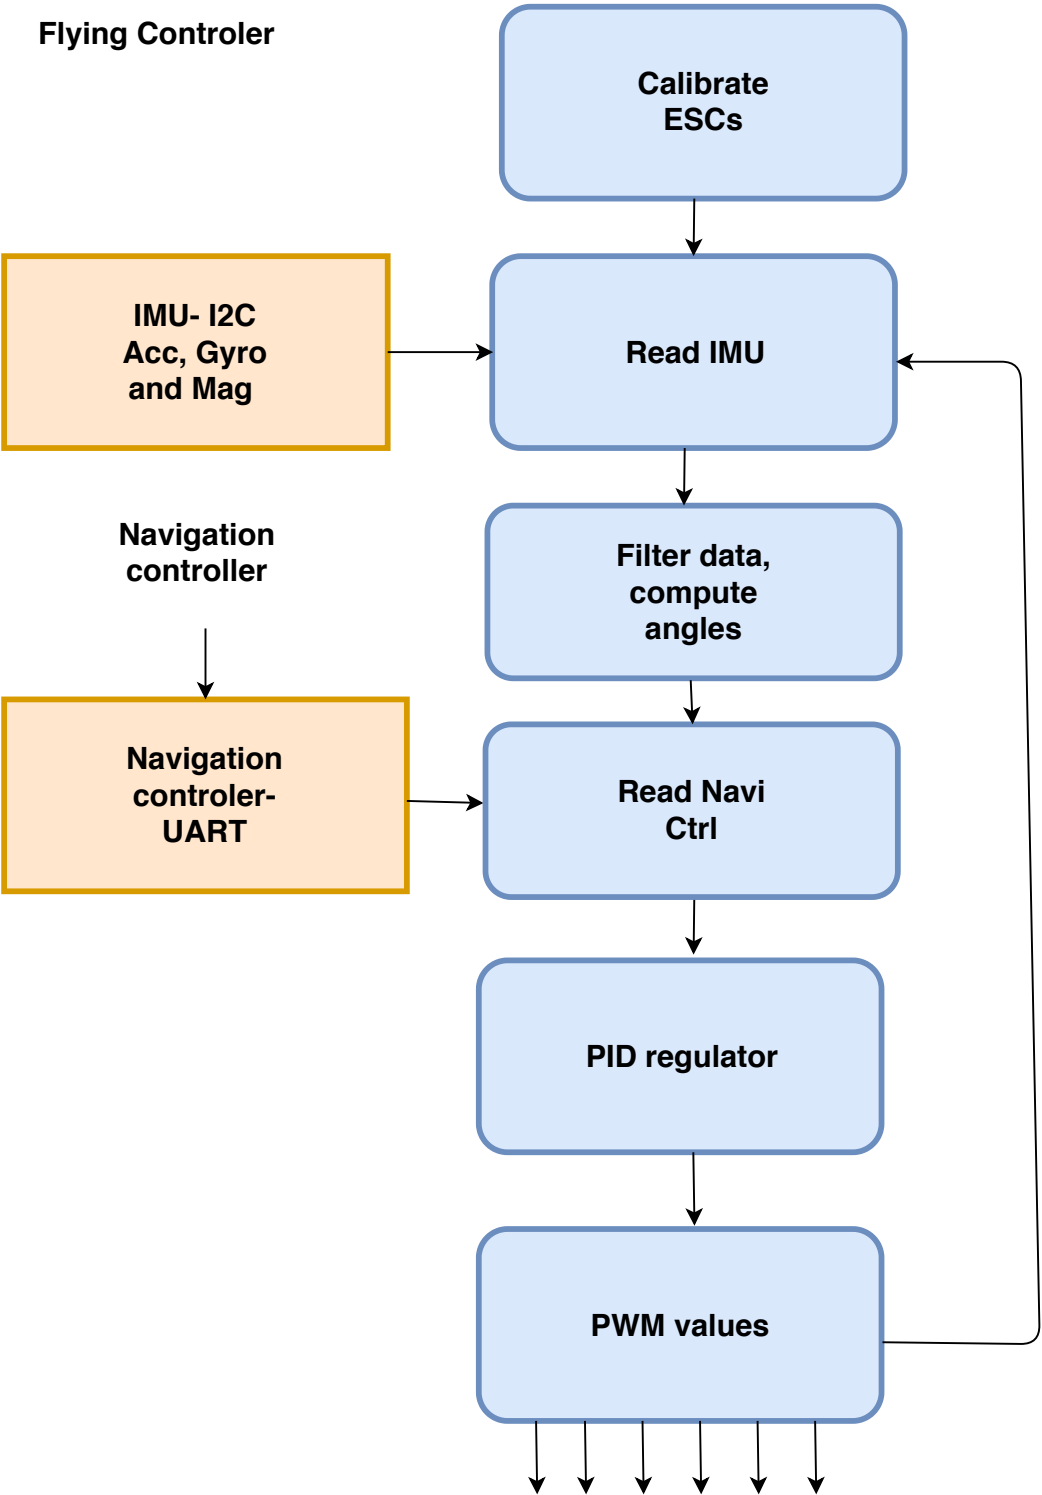 Flying Controler
Calibrate
ESCs
IMU- I2C
Acc, Gyro
and Mag
Read IMU
Navigation
controller
Filter data,
compute
angles
Navigation
controler-
UART
Read Navi
Ctrl
PID regulator
PWM values